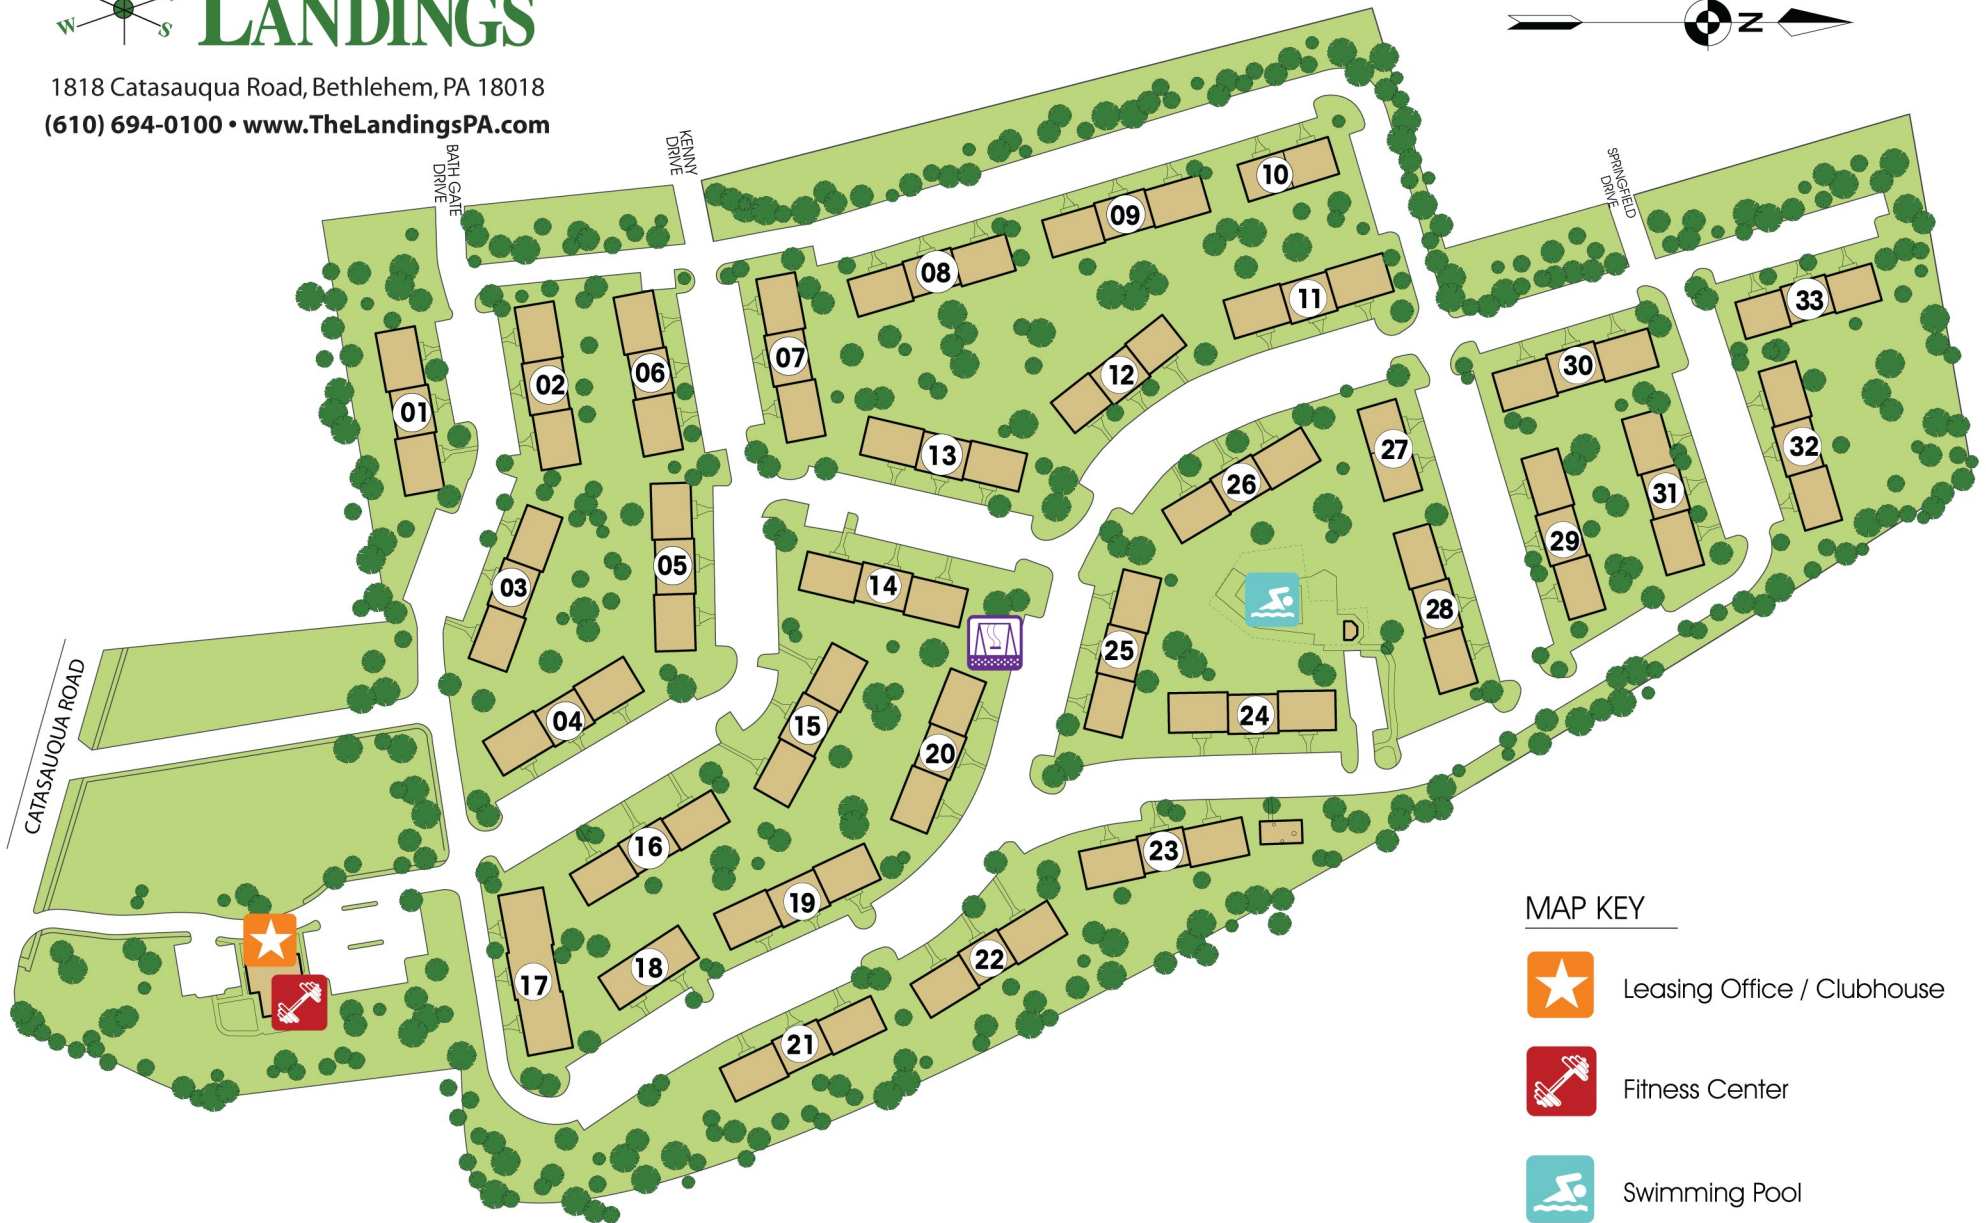 LANDINGS
W
S
1818 Catasauqua Road, Bethlehem, PA 18018
(610) 694-0100 • www.TheLandingsPA.com
N
BATH GATE
DRIVE
KENNY
DRIVE
SPRINGFIELD
DRIVE
CATASAUQUA ROAD
01
02
03
04
05
06
07
08
09
10
11
12
13
14
15
16
17
18
19
20
21
22
23
24
25
26
27
28
29
30
31
32
33
MAP KEY
Leasing Office / Clubhouse
Fitness Center
Swimming Pool